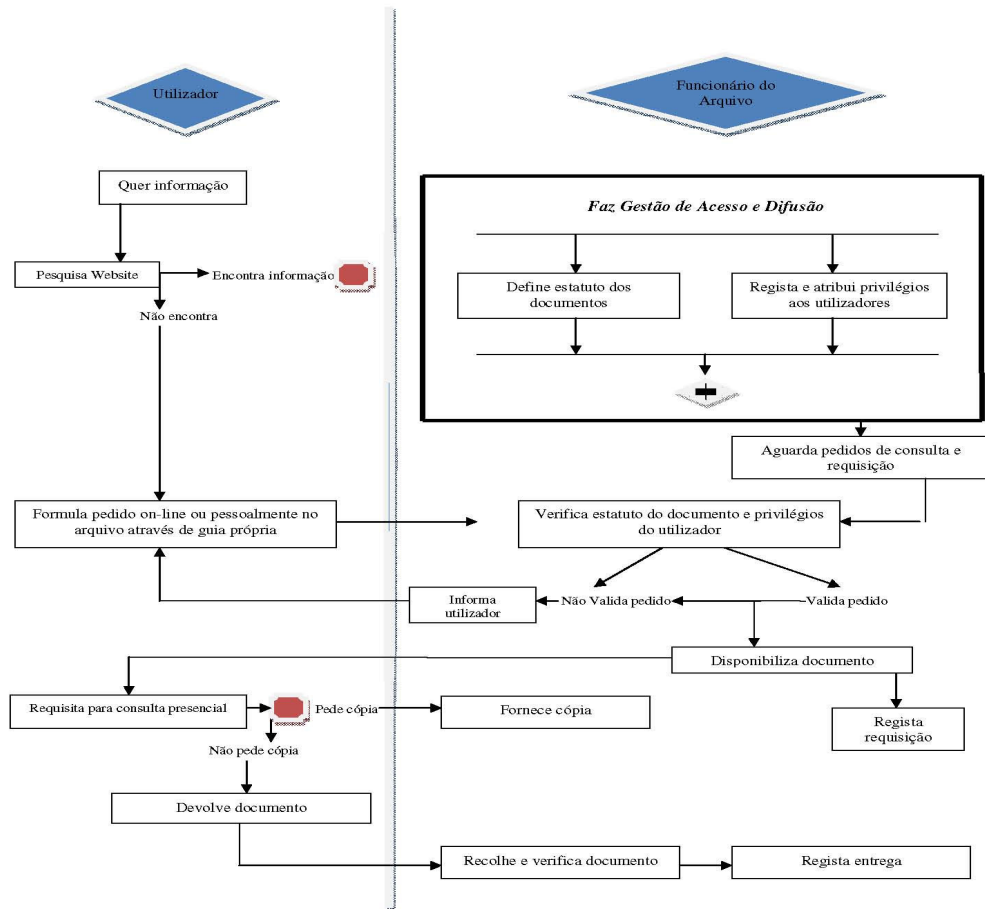 Utilizador
Funcionário do
Arquivo
Quer informação
Faz Gestão de Acesso e Difusão
Pesquisa Website
Encontra informação
Define estatuto dos
documentos
Regista e atribui privilégios
aos utilizadores
Não encontra
Aguarda pedidos de consulta e
requisição
Formula pedido on-line ou pessoalmente no
arquivo através de guia própria
Verifica estatuto do documento e privilégios
do utilizador
Informa
utilizador
Não Valida pedido
Valida pedido
Disponibiliza documento
Requisita para consulta presencial
Pede cópia
Fornece cópia
Regista
requisição
Não pede cópia
Devolve documento
Recolhe e verifica documento
Regista entrega